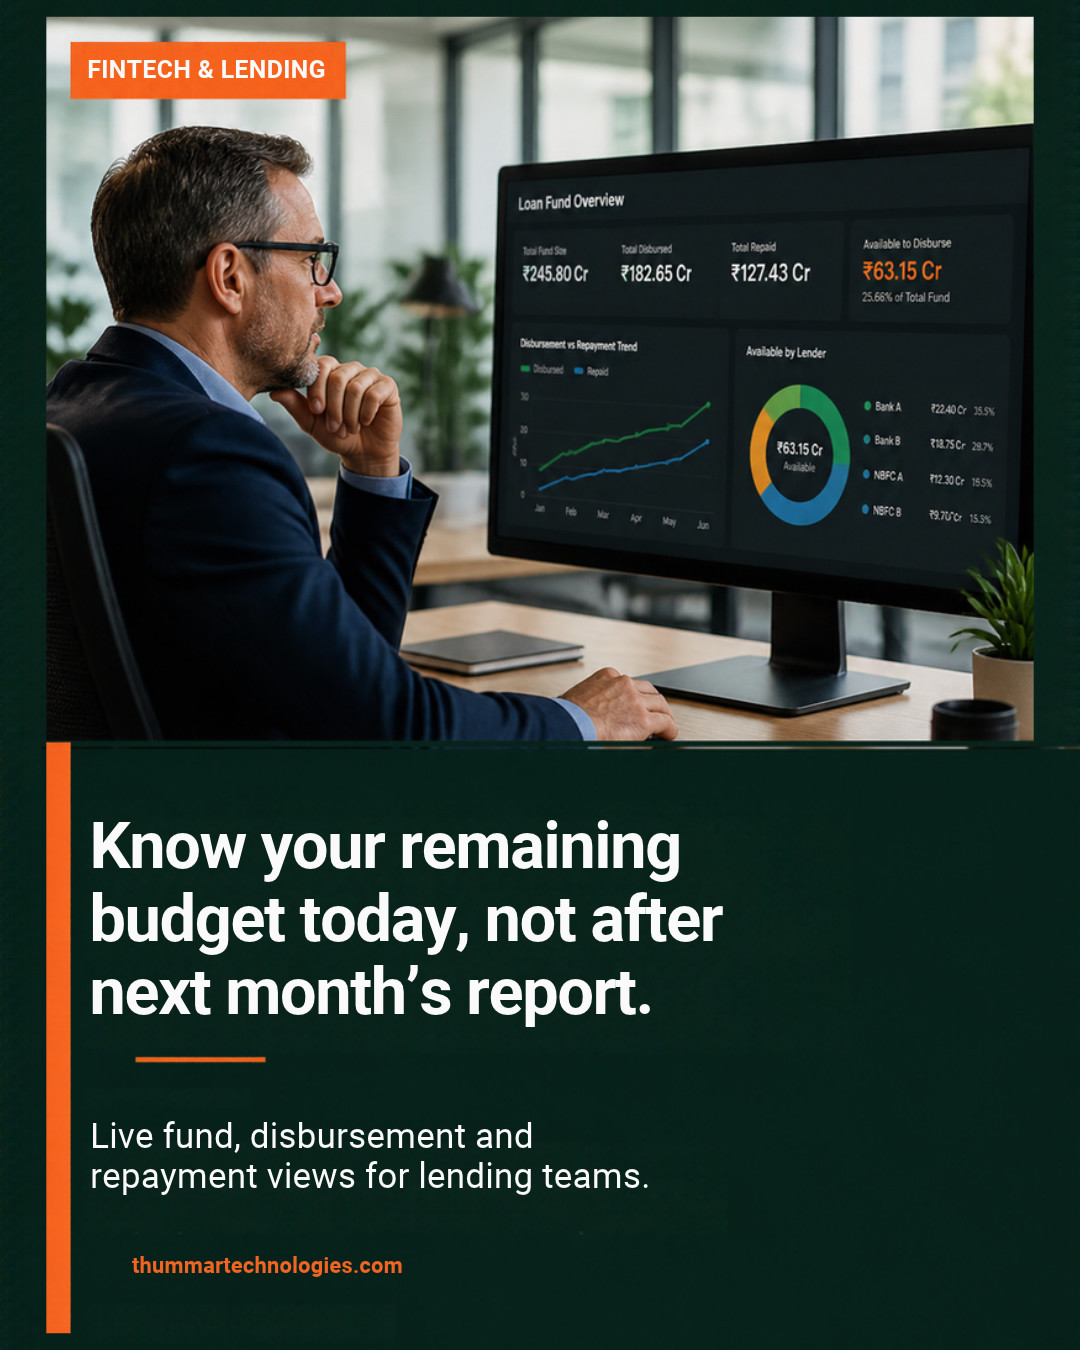 FINTECH & LENDING
Loan Fund Overview
Total Fund Size
₹245.80 Cr
Total Disbursed
₹182.65 Cr
Total Repaid
₹127.43 Cr
Available to Disburse
₹63.15 Cr
25.66% of Total Fund
Disbursement vs Repayment Trend
Disbursed
Repaid
30
20
10
0
Jan
Feb
Mar
Apr
May
Jun
Available by Lender
₹63.15 Cr
Available
Bank A ₹22.40 Cr 35.5%
Bank B ₹18.75 Cr 29.7%
NBFC A ₹12.30 Cr
NBFC B 15.3%
Know your remaining
budget today, not after
next month’s report.
Live fund, disbursement and
repayment views for lending teams.
thummartechnologies.com